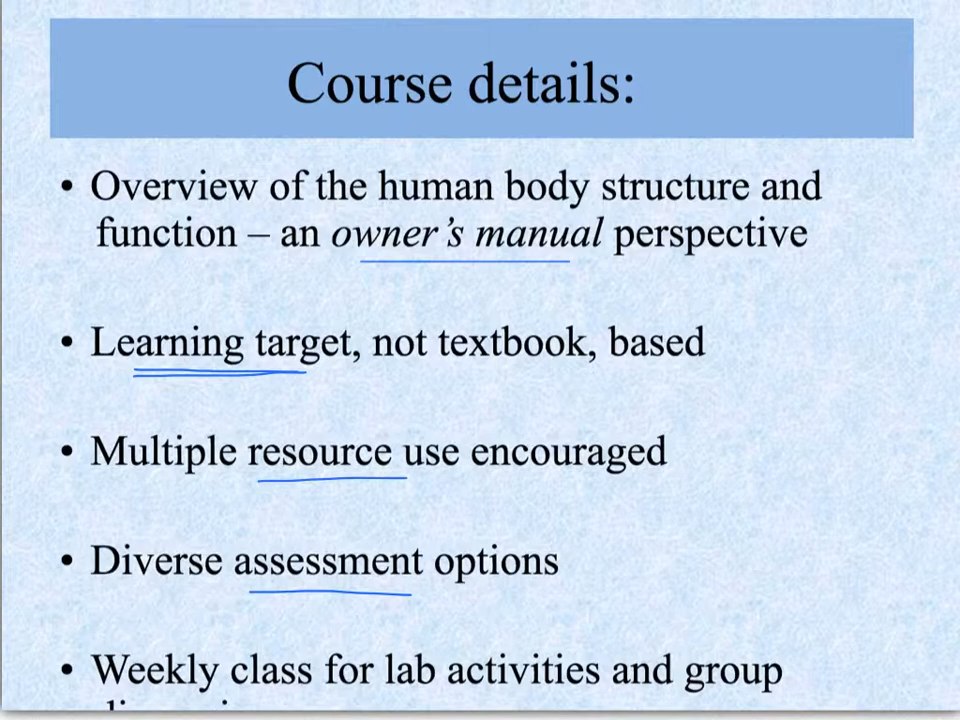 Course details:
• Overview of the human body structure and
function – an owner's manual perspective
• Learning target, not textbook, based
• Multiple resource use encouraged
• Diverse assessment options
• Weekly class for lab activities and group